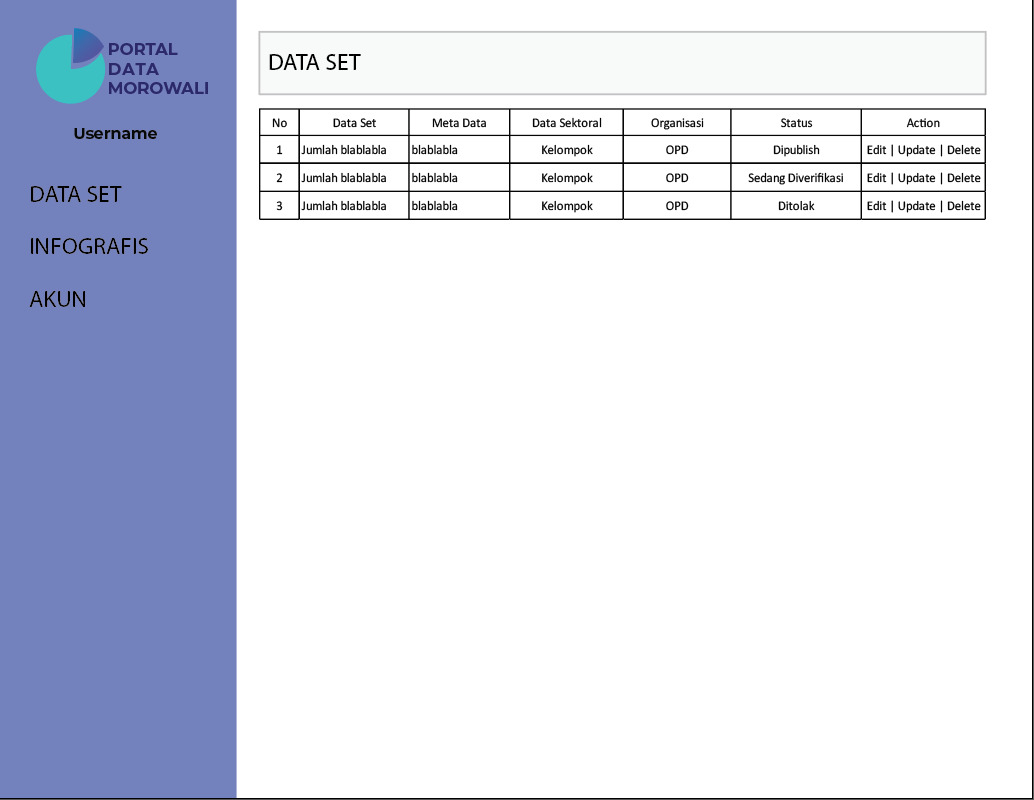 PORTAL
DATA
MOROWALI
Username
DATA SET
INFOGRAFIS
AKUN
DATA SET
No Data Set Meta Data Data Sektoral Organisasi Status Action
1 Jumlah blablabla blablabla Kelompok OPD Dipublish Edit | Update | Delete
2 Jumlah blablabla blablabla Kelompok OPD Sedang Diverifikasi Edit | Update | Delete
3 Jumlah blablabla blablabla Kelompok OPD Ditolak Edit | Update | Delete